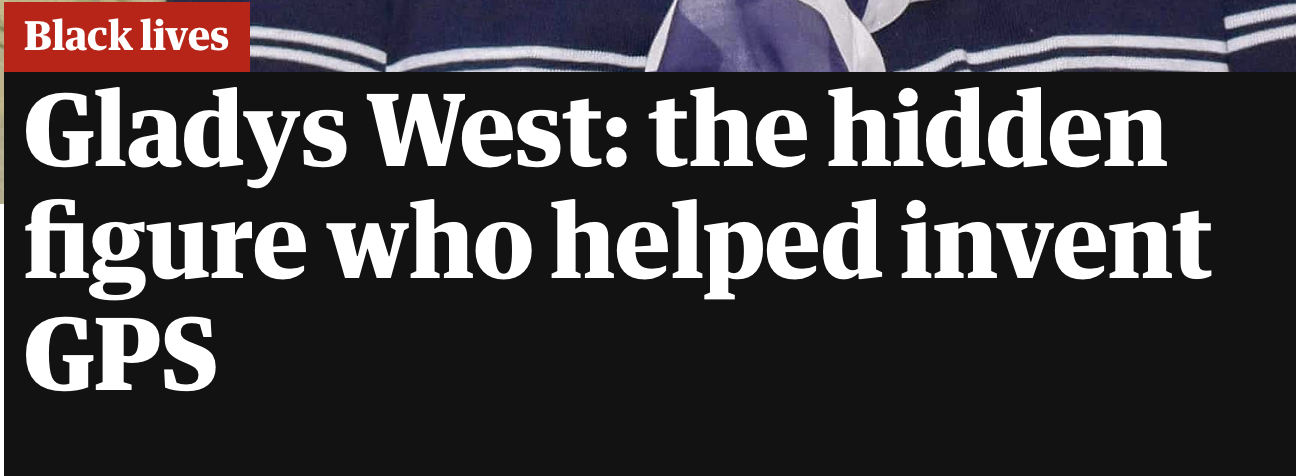 Black lives
Gladys West: the hidden
figure who helped invent
GPS